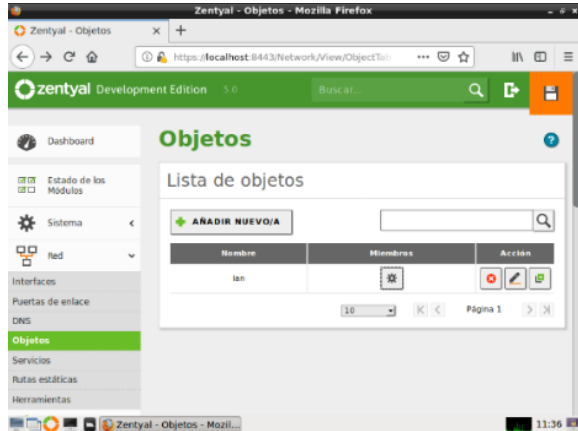 Zentyal - Objetos - Mozilla Firefox
Zentyal - Objetos
https://localhost:8443/Network/View/ObjectTab
zentyal Development Edition 5.0 Buscar...
Dashboard
Estado de los
Módulos
Sistema
Red
Interfaces
Puertas de enlace
DNS
Objetos
Servicios
Rutas estáticas
Herramientas
Objetos
Lista de objetos
AÑADIR NUEVO/A
Nombre Miembros Acción
lan
10 Página 1
Zentyal - Objetos - Mozil...
11:36